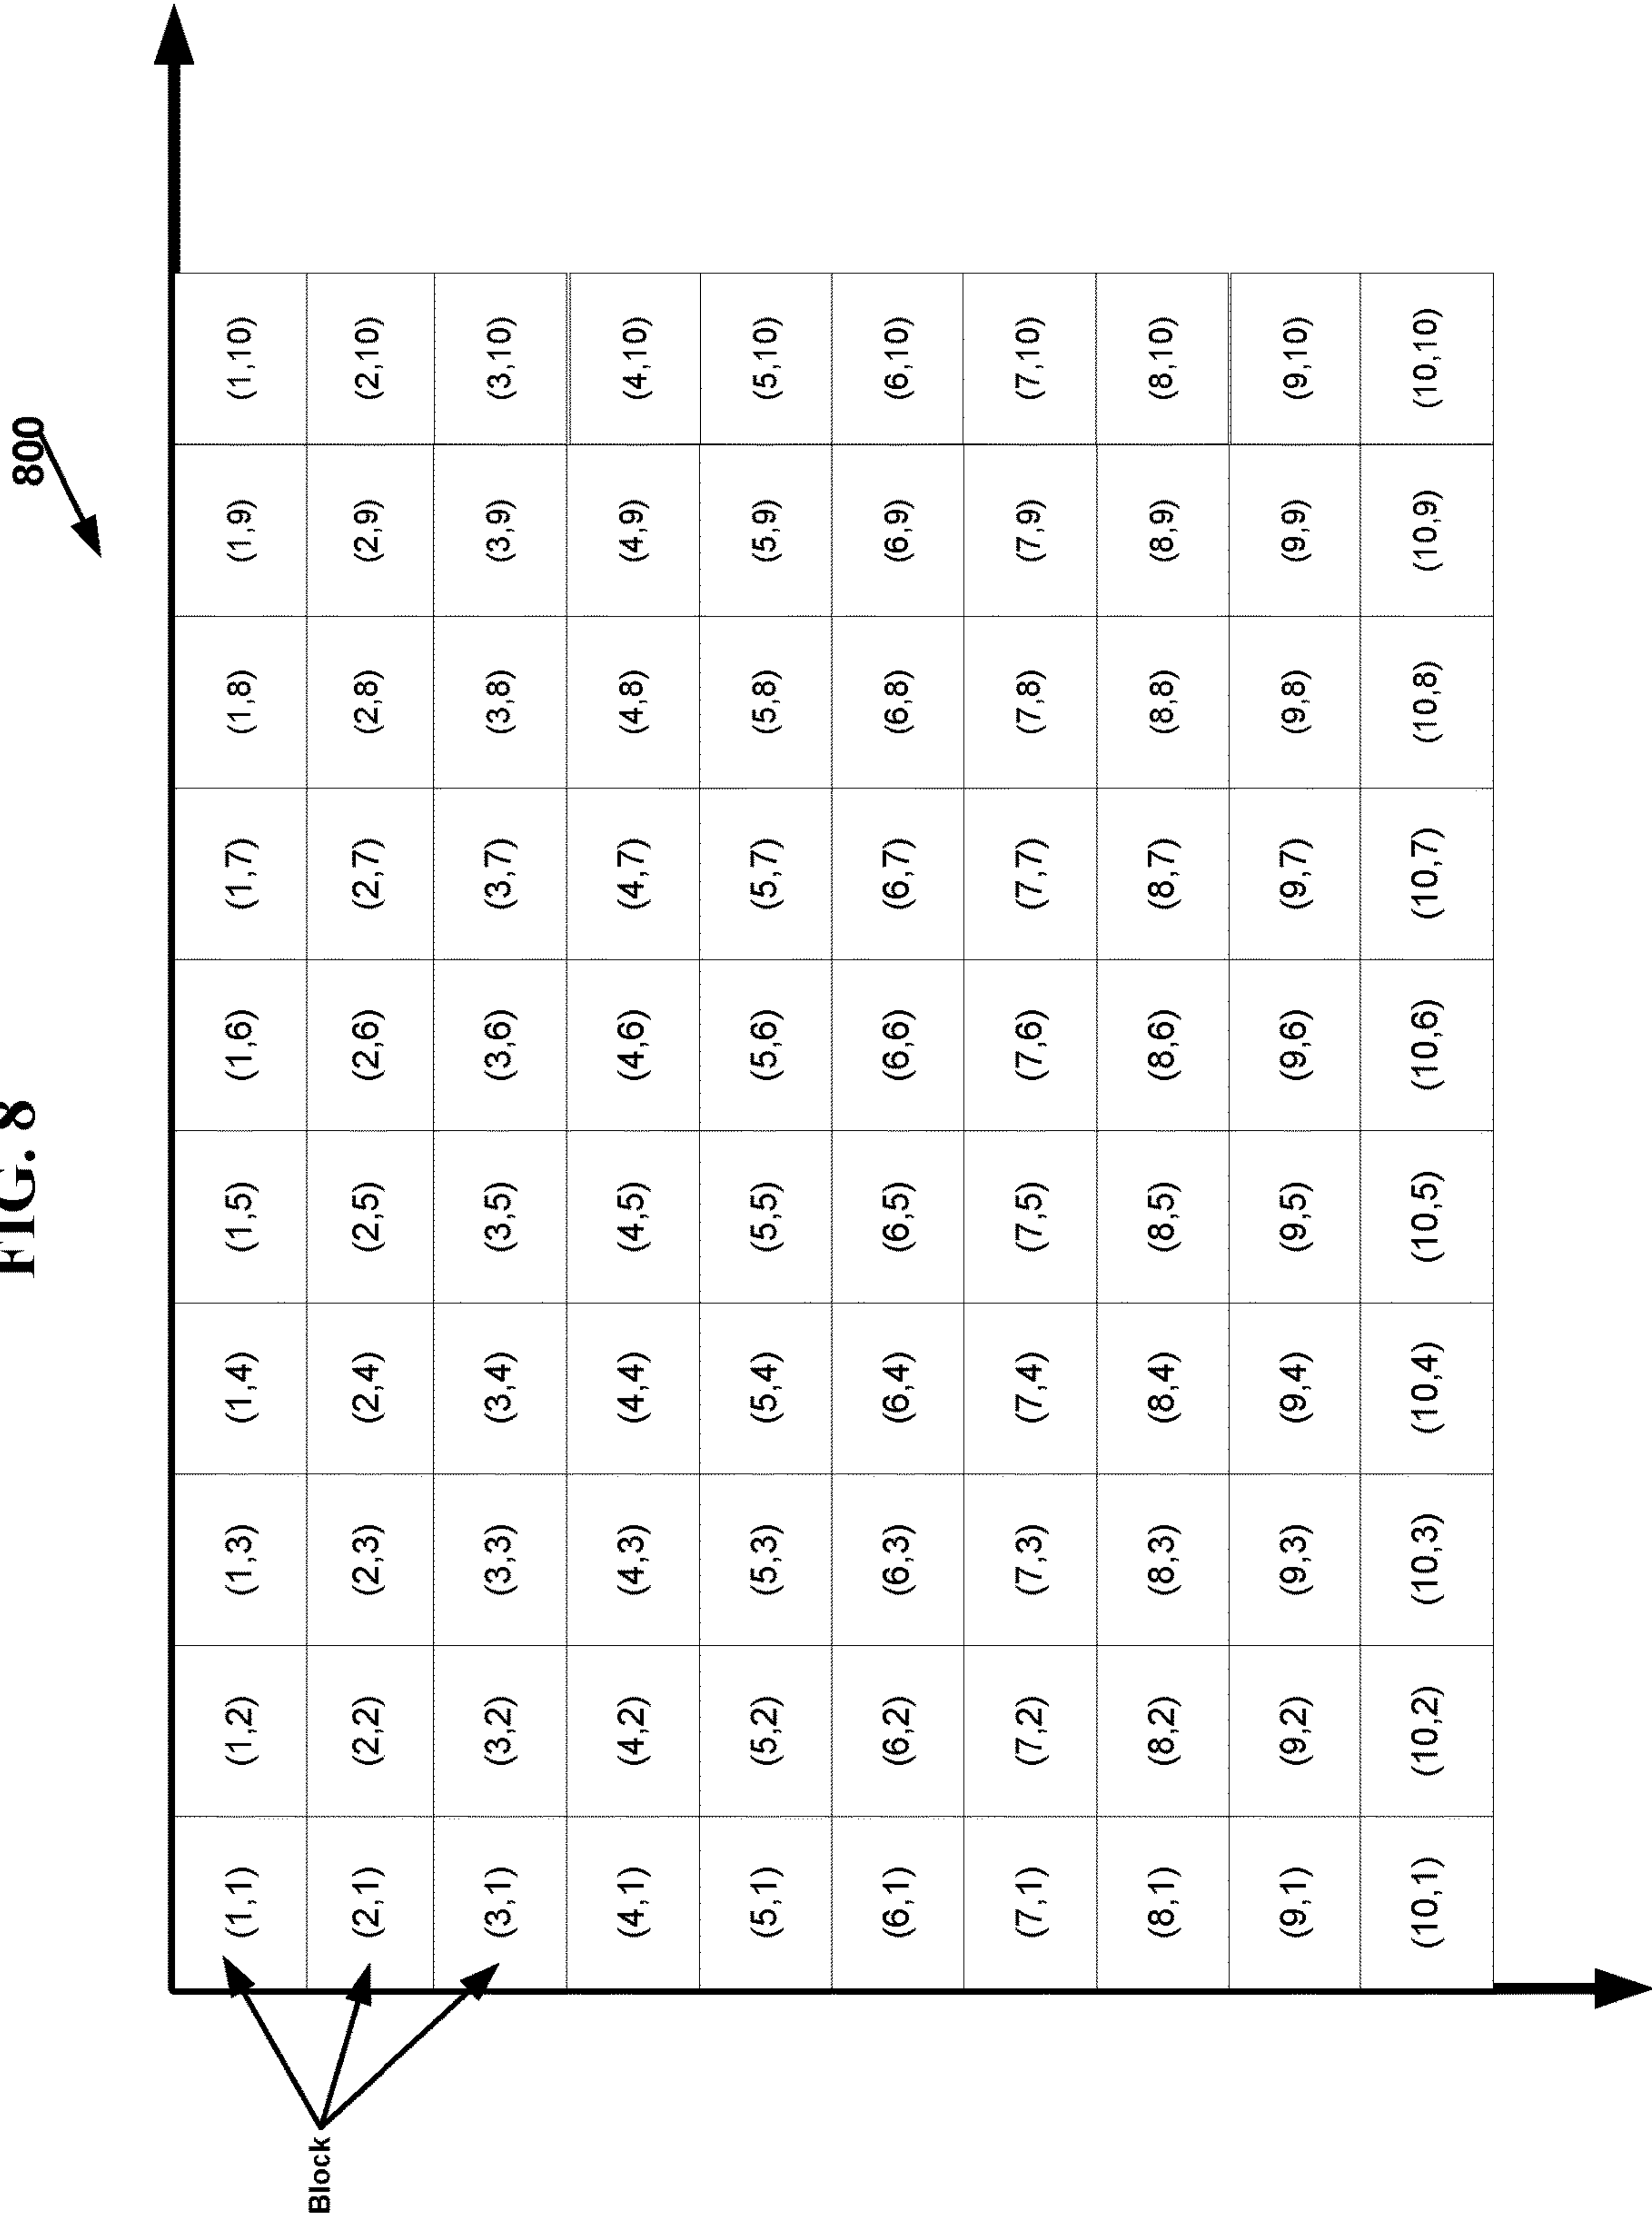 FIG. 8
800
(1,1) (1,2) (1,3) (1,4) (1,5) (1,6) (1,7) (1,8) (1,9) (1,10)
Block
(2,1) (2,2) (2,3) (2,4) (2,5) (2,6) (2,7) (2,8) (2,9) (2,10)
(3,1) (3,2) (3,3) (3,4) (3,5) (3,6) (3,7) (3,8) (3,9) (3,10)
(4,1) (4,2) (4,3) (4,4) (4,5) (4,6) (4,7) (4,8) (4,9) (4,10)
(5,1) (5,2) (5,3) (5,4) (5,5) (5,6) (5,7) (5,8) (5,9) (5,10)
(6,1) (6,2) (6,3) (6,4) (6,5) (6,6) (6,7) (6,8) (6,9) (6,10)
(7,1) (7,2) (7,3) (7,4) (7,5) (7,6) (7,7) (7,8) (7,9) (7,10)
(8,1) (8,2) (8,3) (8,4) (8,5) (8,6) (8,7) (8,8) (8,9) (8,10)
(9,1) (9,2) (9,3) (9,4) (9,5) (9,6) (9,7) (9,8) (9,9) (9,10)
(10,1) (10,2) (10,3) (10,4) (10,5) (10,6) (10,7) (10,8) (10,9) (10,10)